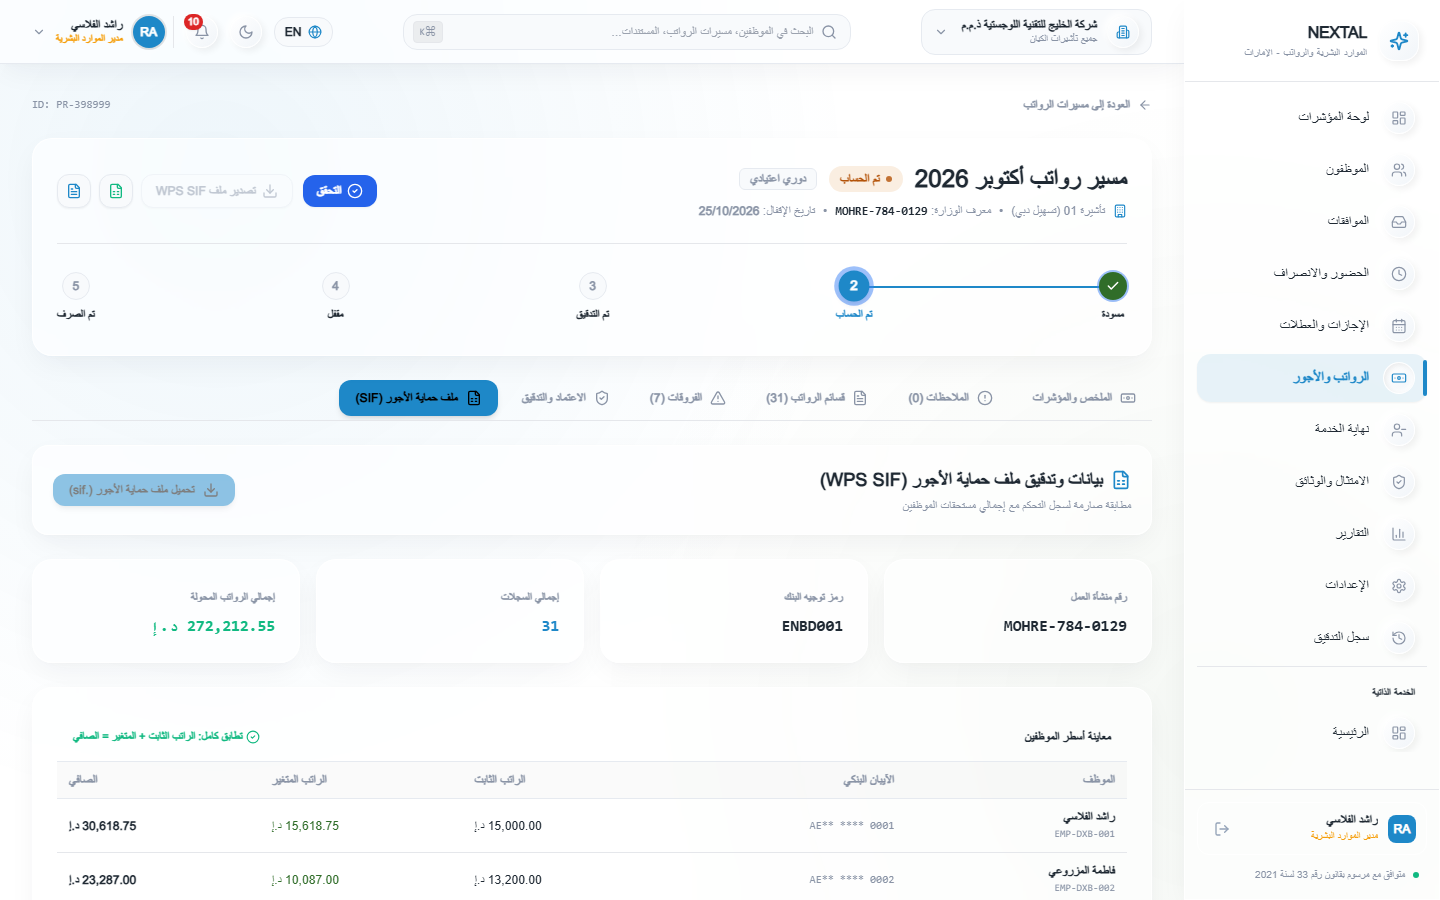 NEXTAL
الموارد البشرية والرواتب - الإمارات
لوحة المؤشرات
الموظفون
الموافقات
الحضور والانصراف
الإجازات والعطلات
الرواتب والأجور
نهاية الخدمة
الامتثال والوثائق
التقارير
الإعدادات
سجل التدقيق
الخدمة الذاتية
الرئيسية
راشد الفلاسي
مدير الموارد البشرية
RA
متوافق مع مرسوم بقانون رقم 33 لسنة 2021
شركة الخليج للتقنية اللوجستية ذ.م.م
جميع تأشيرات الكيان
البحث في الموظفين، مسيرات الرواتب، المستندات...
⌘K
EN
10
RA
راشد الفلاسي
مدير الموارد البشرية
العودة إلى مسيرات الرواتب
ID: PR-398999
مسير رواتب أكتوبر 2026
تم الحساب
دوري اعتيادي
تأشيرة 01 (تسهيل دبي) • معرف الوزارة: MOHRE-784-0129 • تاريخ الإقفال: 25/10/2026
التحقق
تصدير ملف WPS SIF
مسودة
2
تم الحساب
3
تم التدقيق
4
مقفل
5
تم الصرف
الملخص والمؤشرات
الملاحظات (0)
قسائم الرواتب (31)
الفروقات (7)
الاعتماد والتدقيق
ملف حماية الأجور (SIF)
بيانات وتدقيق ملف حماية الأجور (WPS SIF)
مطابقة صارمة لسجل التحكم مع إجمالي مستحقات الموظفين
تحميل ملف حماية الأجور (.sif)
رقم منشأة العمل
MOHRE-784-0129
رمز توجيه البنك
ENBD001
إجمالي السجلات
31
إجمالي الرواتب المحولة
272,212.55 د.إ
معاينة أسطر الموظفين
تطابق كامل: الراتب الثابت + المتغير = الصافي
الموظف الآيبان البنكي الراتب الثابت الراتب المتغير الصافي
راشد الفلاسي
EMP-DXB-001
AE** **** 0001
15,000.00 د.إ
15,618.75 د.إ
30,618.75 د.إ
فاطمة المزروعي
EMP-DXB-002
AE** **** 0002
13,200.00 د.إ
10,087.00 د.إ
23,287.00 د.إ